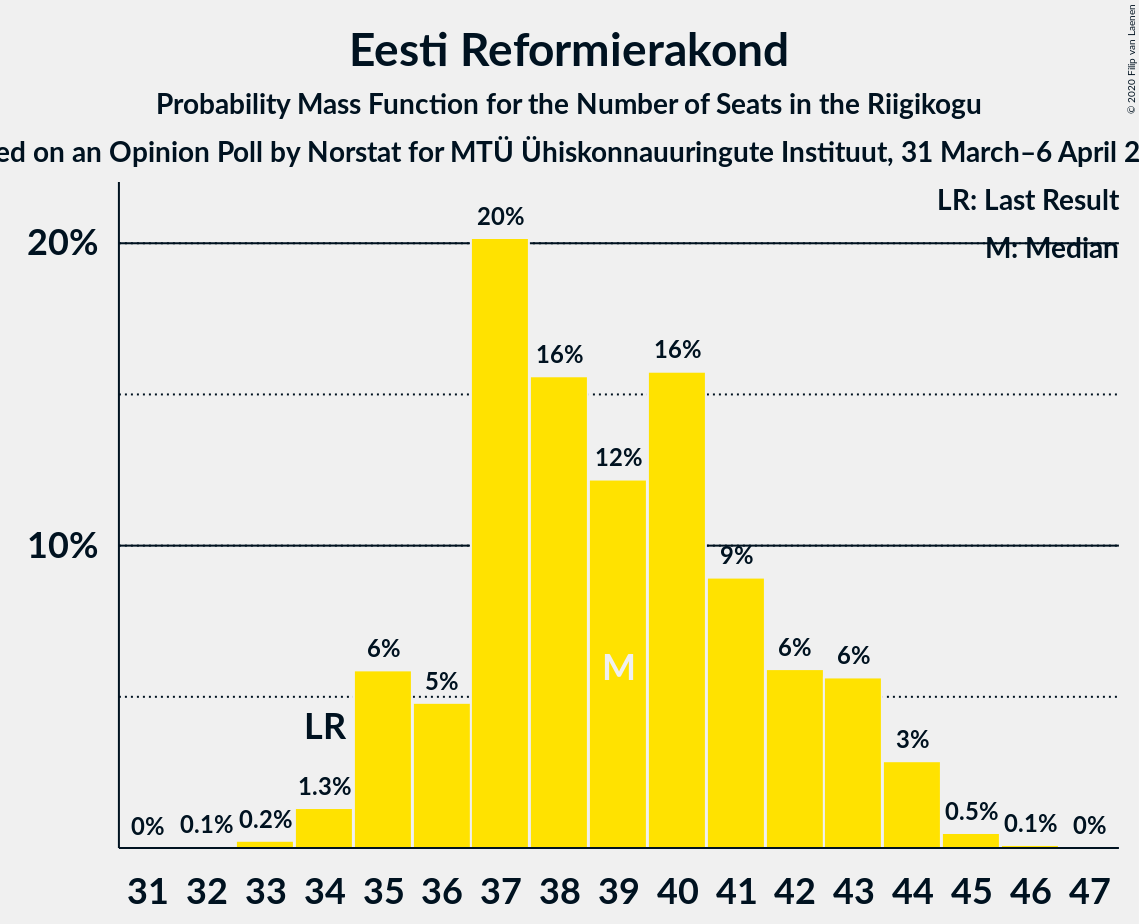 Eesti Reformierakond
Probability Mass Function for the Number of Seats in the Riigikogu
on an Opinion Poll by Norstat for MTÜ Ühiskonnauuringute Instituut, 31 March–6 April
© 2020 Filip van Laenen
LR: Last Result
M: Median
20%
10%
0% 0.1% 0.2% 1.3% 6% 5% 20% 16% 12% 16% 9% 6% 6% 3% 0.5% 0.1% 0%
LR
M
31 32 33 34 35 36 37 38 39 40 41 42 43 44 45 46 47